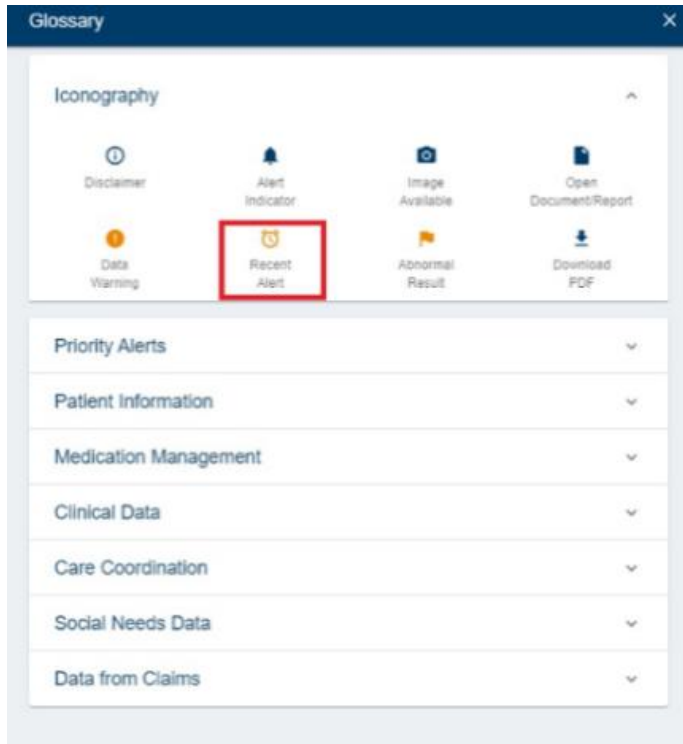 Glossary
Iconography
Disclaimer
Alert
Indicator
Image
Available
Open
Document/Report
Data
Warning
Recent
Alert
Abnormal
Result
Download
PDF
Priority Alerts
Patient Information
Medication Management
Clinical Data
Care Coordination
Social Needs Data
Data from Claims